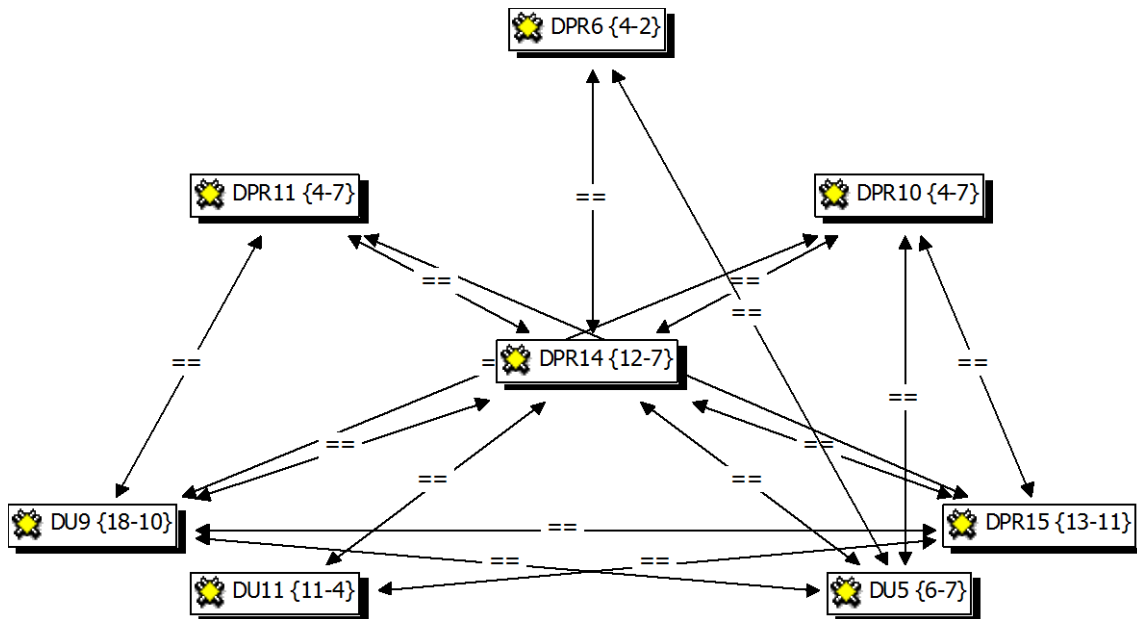 DPR6 {4-2}
DPR11 {4-7}
DPR10 {4-7}
==
==
==
==
==
==
=
DPR14 {12-7}
==
==
==
==
==
DU9 {18-10}
==
DPR15 {13-11}
==
==
DU11 {11-4}
DU5 {6-7}